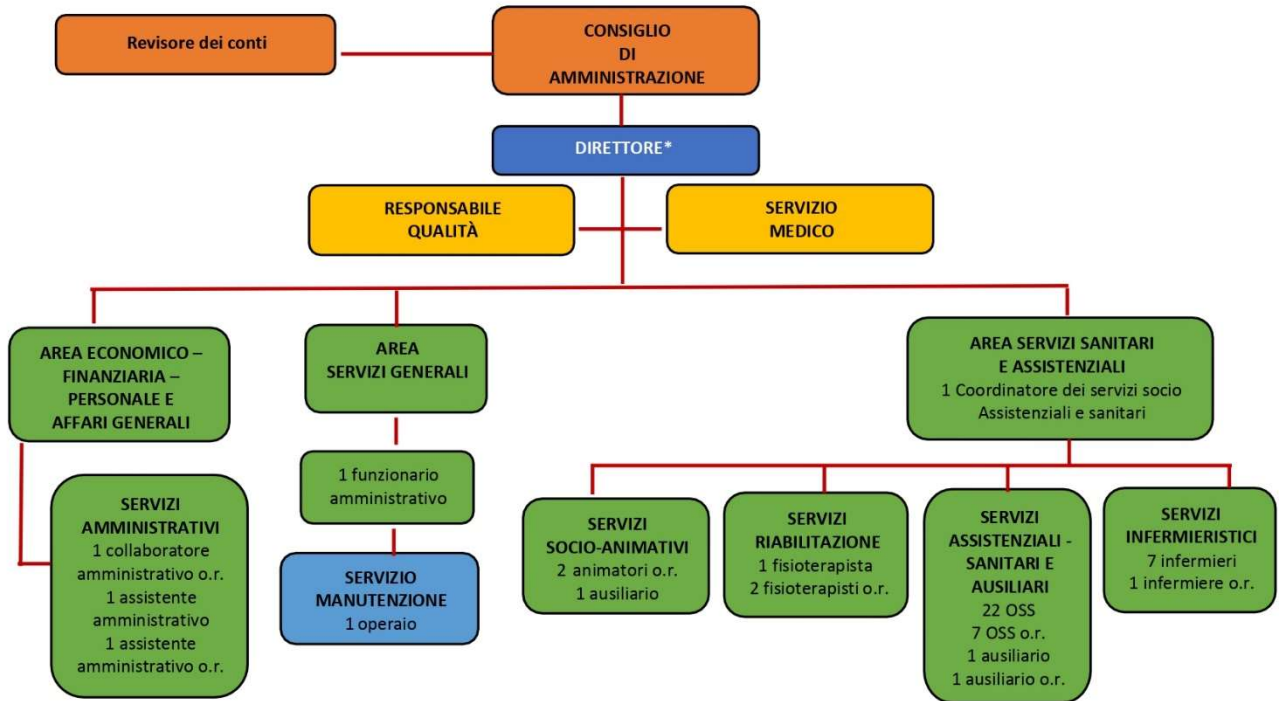 Revisore dei conti
CONSIGLIO
DI
AMMINISTRAZIONE
DIRETTORE*
RESPONSABILE
QUALITÀ
SERVIZIO
MEDICO
AREA ECONOMICO –
FINANZIARIA –
PERSONALE E
AFFARI GENERALI
AREA
SERVIZI GENERALI
AREA SERVIZI SANITARI
E ASSISTENZIALI
1 Coordinatore dei servizi socio
Assistenziali e sanitari
SERVIZI
AMMINISTRATIVI
1 collaboratore
amministrativo o.r.
1 assistente
amministrativo
1 assistente
amministrativo o.r.
1 funzionario
amministrativo
SERVIZIO
MANUTENZIONE
1 operaio
SERVIZI
SOCIO-ANIMATIVI
2 animatori o.r.
1 ausiliario
SERVIZI
RIABILITAZIONE
1 fisioterapista
2 fisioterapisti o.r.
SERVIZI
ASSISTENZIALI -
SANITARI E
AUSILIARI
22 OSS
7 OSS o.r.
1 ausiliario
1 ausiliario o.r.
SERVIZI
INFERMIERISTICI
7 infermieri
1 infermiere o.r.